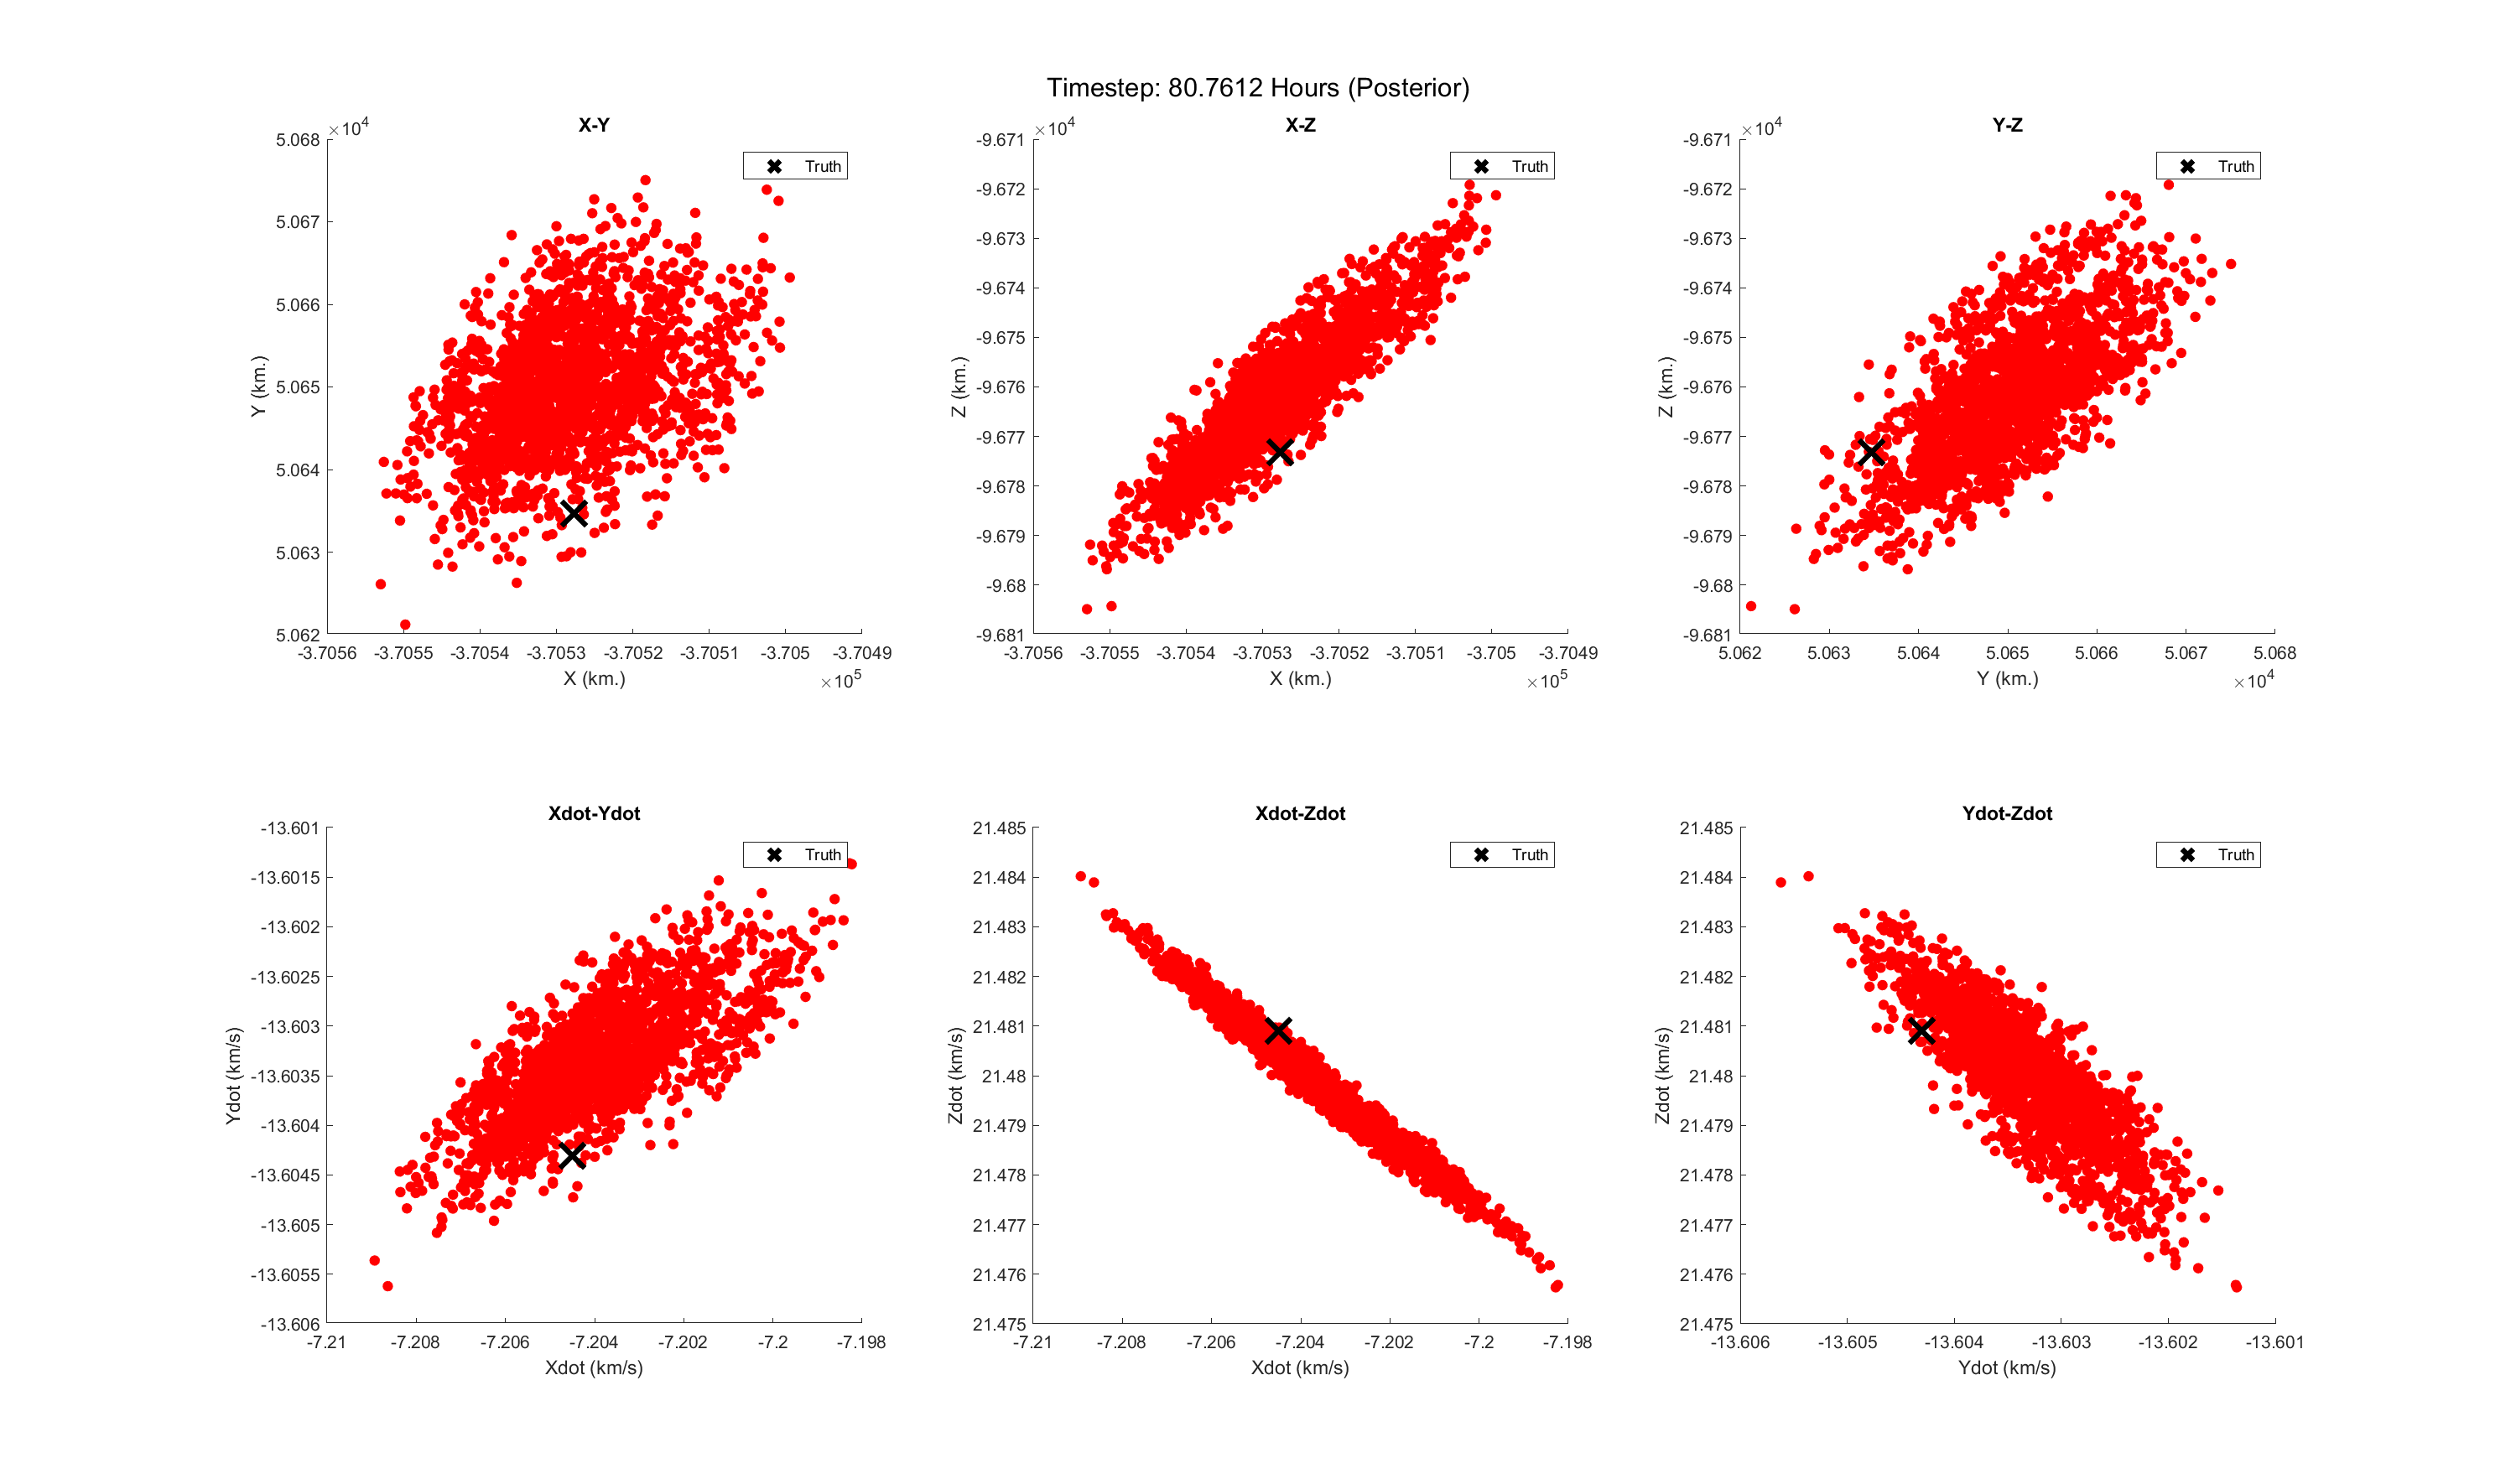 Timestep: 80.7612 Hours (Posterior)
X-Y
×10⁴
Truth
5.068
5.067
5.066
5.065
5.064
5.063
5.062
Y (km.)
-3.7056 -3.7055 -3.7054 -3.7053 -3.7052 -3.7051 -3.705 -3.7049
X (km.)
×10⁵
X-Z
×10⁴
Truth
-9.671
-9.672
-9.673
-9.674
-9.675
-9.676
-9.677
-9.678
-9.679
-9.68
-9.681
Z (km.)
-3.7056 -3.7055 -3.7054 -3.7053 -3.7052 -3.7051 -3.705 -3.7049
X (km.)
×10⁵
Y-Z
×10⁴
Truth
-9.671
-9.672
-9.673
-9.674
-9.675
-9.676
-9.677
-9.678
-9.679
-9.68
-9.681
Z (km.)
5.062 5.063 5.064 5.065 5.066 5.067 5.068
Y (km.)
×10⁴
Xdot-Ydot
Truth
-13.601
-13.6015
-13.602
-13.6025
-13.603
-13.6035
-13.604
-13.6045
-13.605
-13.6055
-13.606
Ydot (km/s)
-7.21 -7.208 -7.206 -7.204 -7.202 -7.2 -7.198
Xdot (km/s)
Xdot-Zdot
Truth
21.485
21.484
21.483
21.482
21.481
21.48
21.479
21.478
21.477
21.476
21.475
Zdot (km/s)
-7.21 -7.208 -7.206 -7.204 -7.202 -7.2 -7.198
Xdot (km/s)
Ydot-Zdot
Truth
21.485
21.484
21.483
21.482
21.481
21.48
21.479
21.478
21.477
21.476
21.475
Zdot (km/s)
-13.606 -13.605 -13.604 -13.603 -13.602 -13.601
Ydot (km/s)